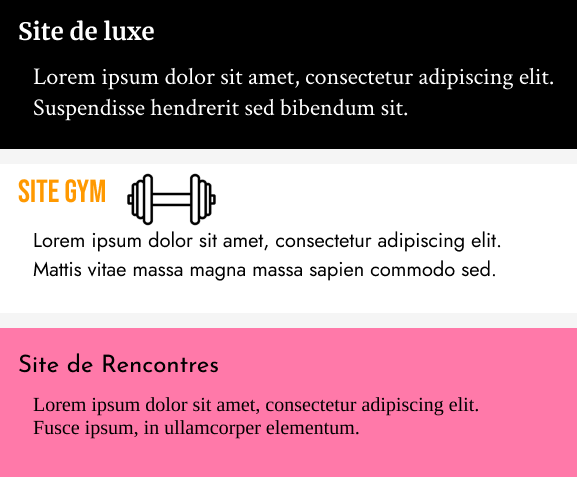 Site de luxe
Lorem ipsum dolor sit amet, consectetur adipiscing elit.
Suspendisse hendrerit sed bibendum sit.
SITE GYM
Lorem ipsum dolor sit amet, consectetur adipiscing elit.
Mattis vitae massa magna massa sapien commodo sed.
Site de Rencontres
Lorem ipsum dolor sit amet, consectetur adipiscing elit.
Fusce ipsum, in ullamcorper elementum.